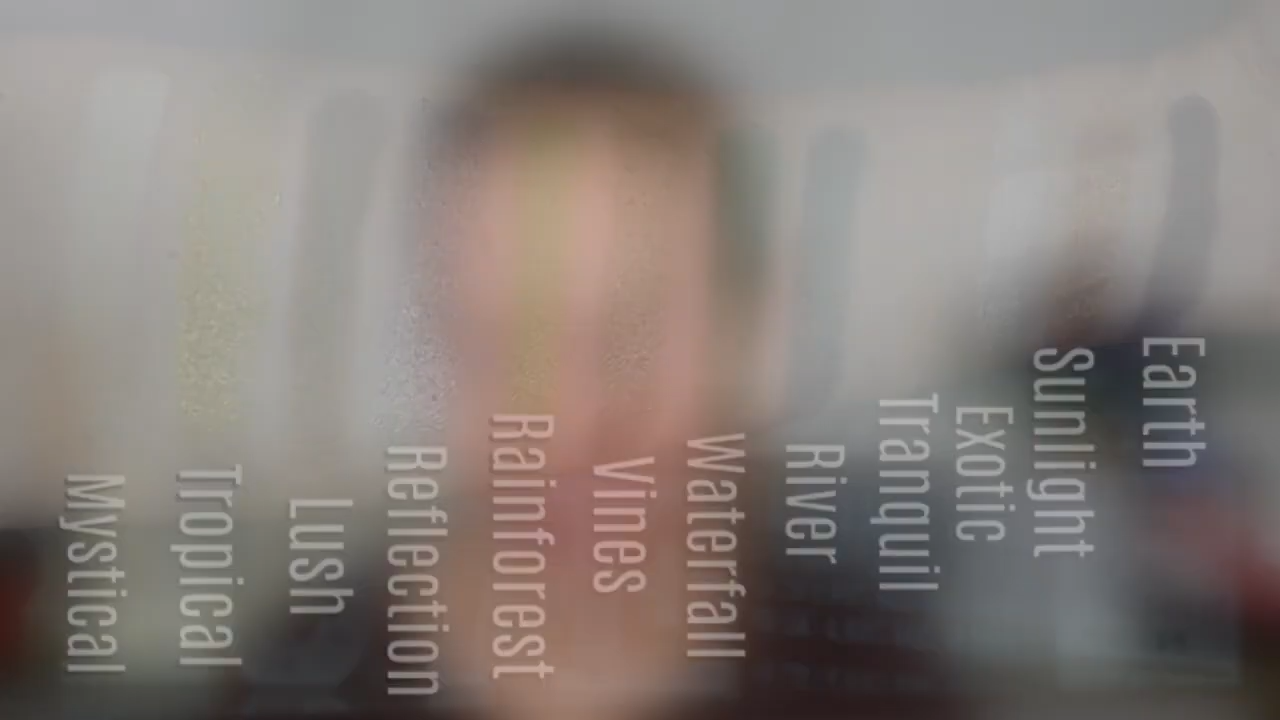 Mystical
Tropical
Lush
Reflection
Rainforest
Vines
Waterfall
River
Tranquil
Exotic
Sunlight
Earth